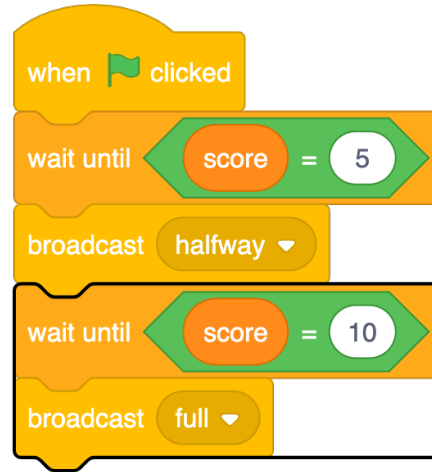 when clicked
wait until score = 5
broadcast halfway
wait until score = 10
broadcast full